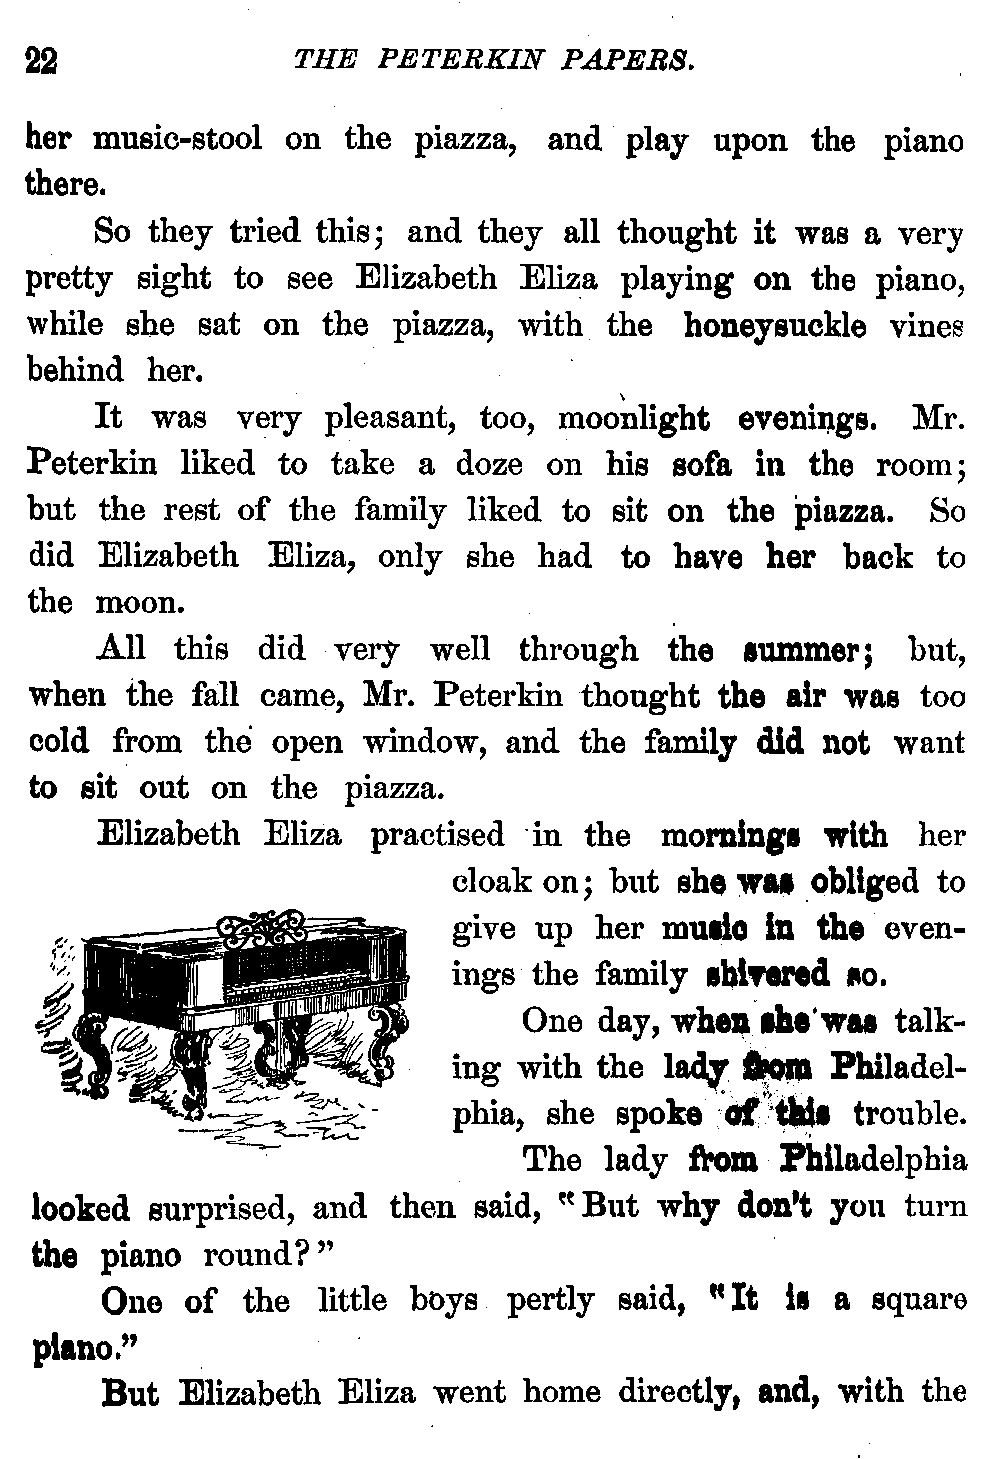 22 THE PETERKIN PAPERS.
her music-stool on the piazza, and play upon the piano
there.
So they tried this; and they all thought it was a very
pretty sight to see Elizabeth Eliza playing on the piano,
while she sat on the piazza, with the honeysuckle vines
behind her.
It was very pleasant, too, moonlight evenings. Mr.
Peterkin liked to take a doze on his sofa in the room;
but the rest of the family liked to sit on the piazza. So
did Elizabeth Eliza, only she had to have her back to
the moon.
All this did very well through the summer; but,
when the fall came, Mr. Peterkin thought the air was too
cold from the open window, and the family did not want
to sit out on the piazza.
Elizabeth Eliza practised in the mornings with her
cloak on; but she was obliged to
give up her music in the even-
ings the family shivered so.
One day, when she was talk-
ing with the lady from Philadel-
phia, she spoke of this trouble.
The lady from Philadelphia
looked surprised, and then said, "But why don't you turn
the piano round?"
One of the little boys pertly said, "It is a square
piano."
But Elizabeth Eliza went home directly, and, with the